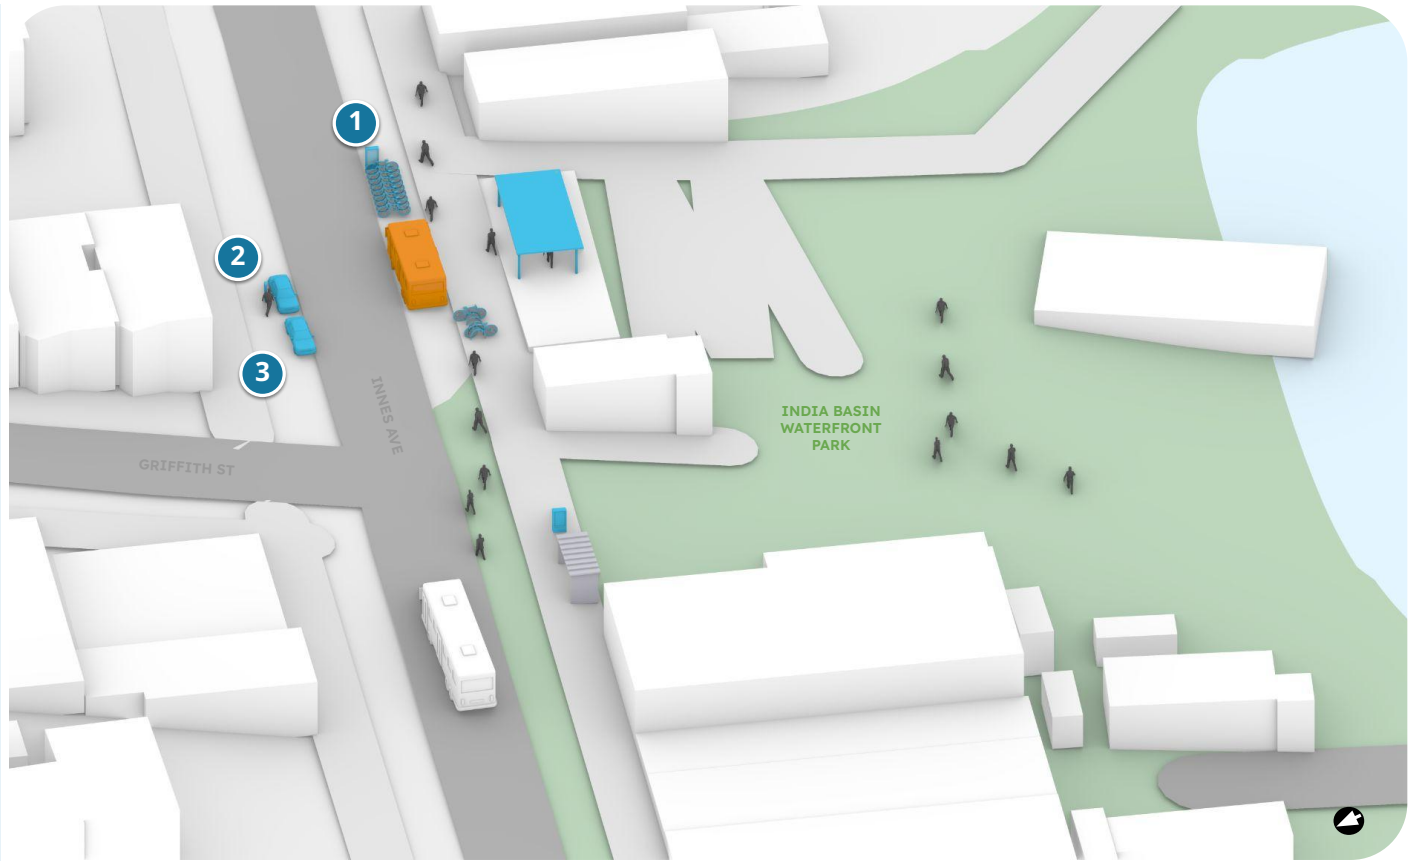 1
2
3
INNES AVE
INDIA BASIN
WATERFRONT
PARK
GRIFFITH ST